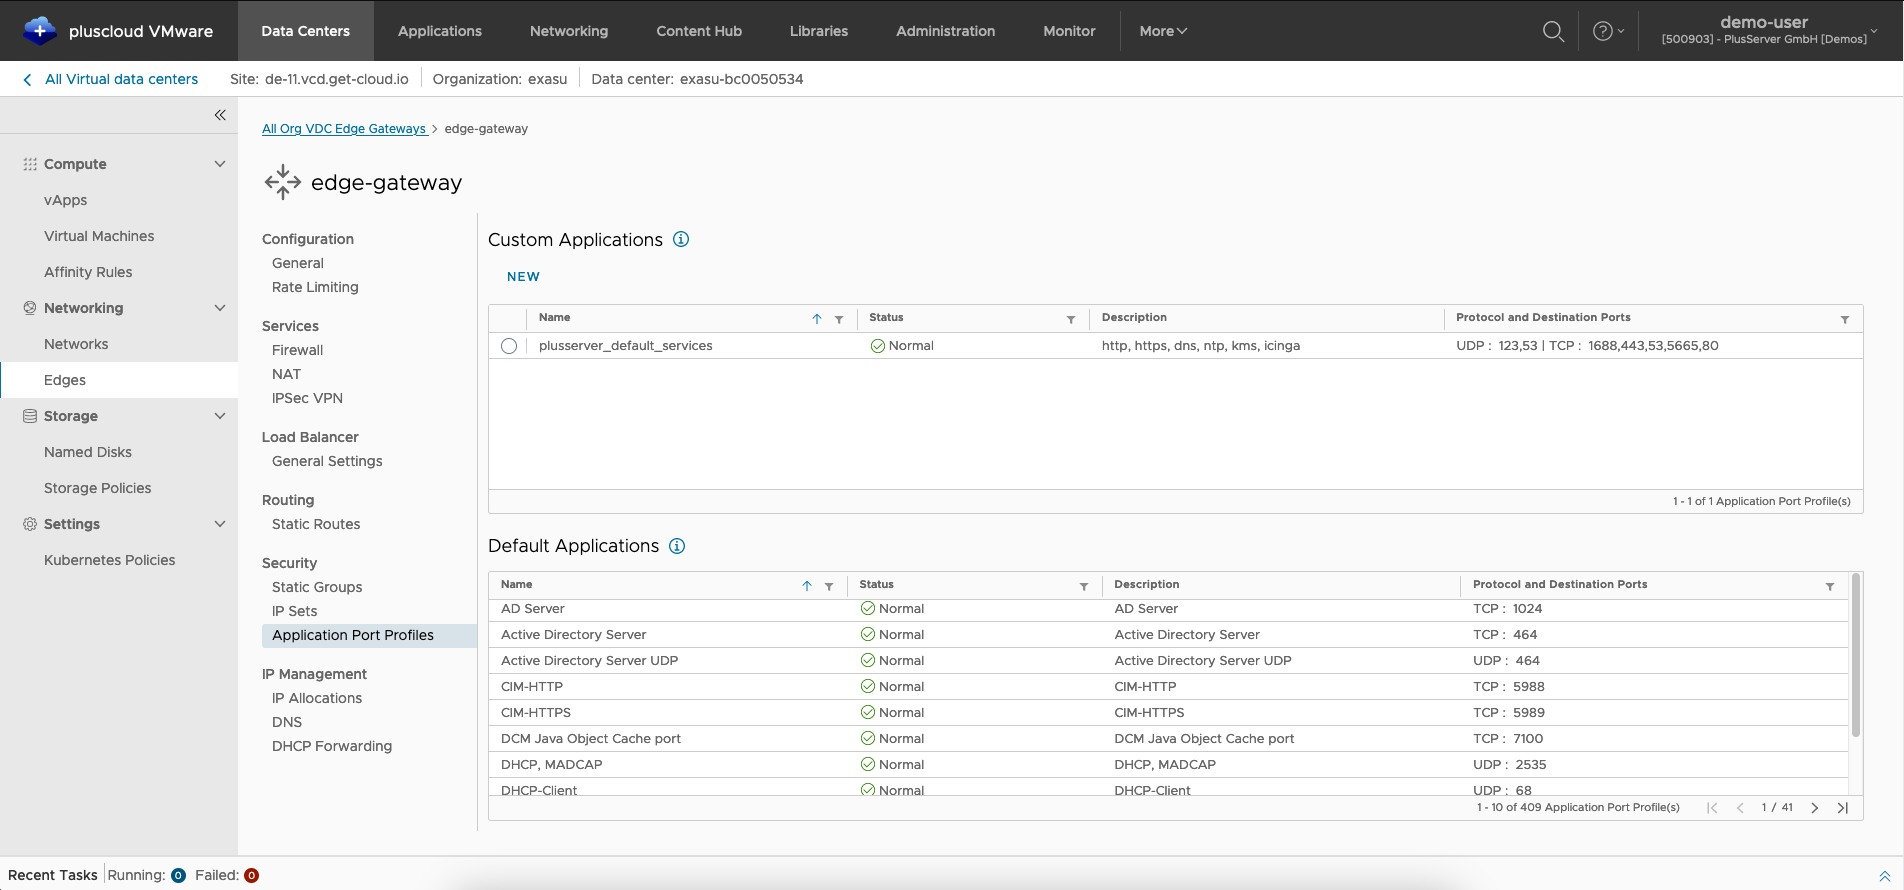 pluscloud VMware
Data Centers
Applications
Networking
Content Hub
Libraries
Administration
Monitor
More
demo-user
[500903] - PlusServer GmbH [Demos]
All Virtual data centers
Site: de-11.vcd.get-cloud.io
Organization: exasu
Data center: exasu-bc0050534
Compute
vApps
Virtual Machines
Affinity Rules
Networking
Networks
Edges
Storage
Named Disks
Storage Policies
Settings
Kubernetes Policies
All Org VDC Edge Gateways > edge-gateway
edge-gateway
Configuration
General
Rate Limiting
Services
Firewall
NAT
IPSec VPN
Load Balancer
General Settings
Routing
Static Routes
Security
Static Groups
IP Sets
Application Port Profiles
IP Management
IP Allocations
DNS
DHCP Forwarding
Custom Applications
NEW
Name Status Description Protocol and Destination Ports
plusserver_default_services Normal http, https, dns, ntp, kms, icinga UDP : 123,53 | TCP : 1688,443,53,5665,80
1 - 1 of 1 Application Port Profile(s)
Default Applications
Name Status Description Protocol and Destination Ports
AD Server Normal AD Server TCP : 1024
Active Directory Server Normal Active Directory Server TCP : 464
Active Directory Server UDP Normal Active Directory Server UDP UDP : 464
CIM-HTTP Normal CIM-HTTP TCP : 5988
CIM-HTTPS Normal CIM-HTTPS TCP : 5989
DCM Java Object Cache port Normal DCM Java Object Cache port TCP : 7100
DHCP, MADCAP Normal DHCP, MADCAP UDP : 2535
DHCP-Client Normal DHCP-Client UDP : 68
1 - 10 of 409 Application Port Profile(s) 1 / 41
Recent Tasks Running: 0 Failed: 0